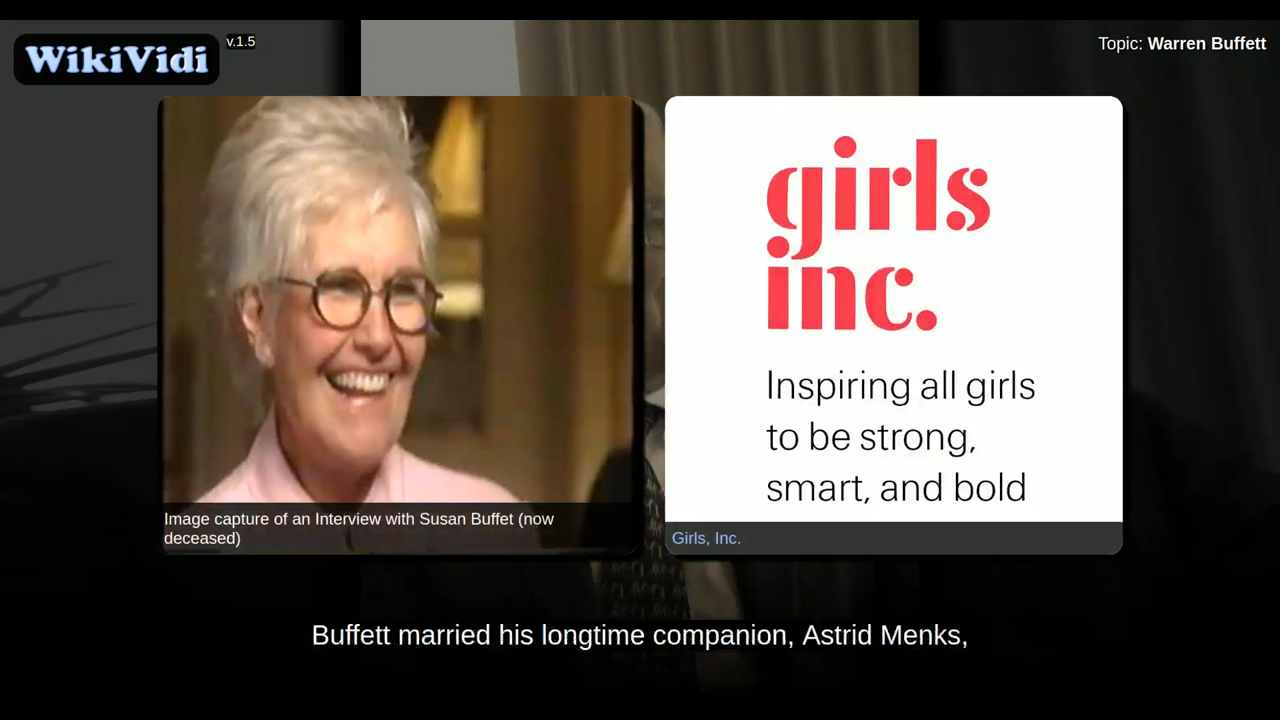 WikiVidi
v.1.5
Topic: Warren Buffett
girls
inc.
Inspiring all girls
to be strong,
smart, and bold
Image capture of an Interview with Susan Buffet (now
deceased)
Girls, Inc.
Buffett married his longtime companion, Astrid Menks,